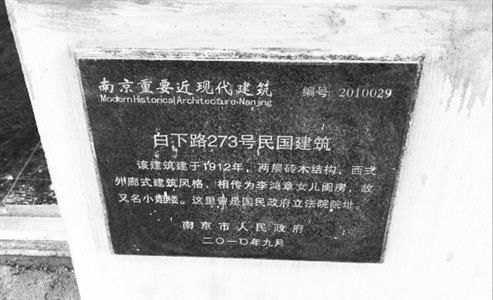 南京重要近现代建筑 编号 2010029
Modern Historical Architecture-Nanjing
白下路273号民国建筑
该建筑建于1912年，两层砖木结构，西式
外廊式建筑风格，相传为李鸿章女儿闺房，故
又名小姐楼。这里曾是国民政府立法院院址。
南京市人民政府
二〇一〇年九月